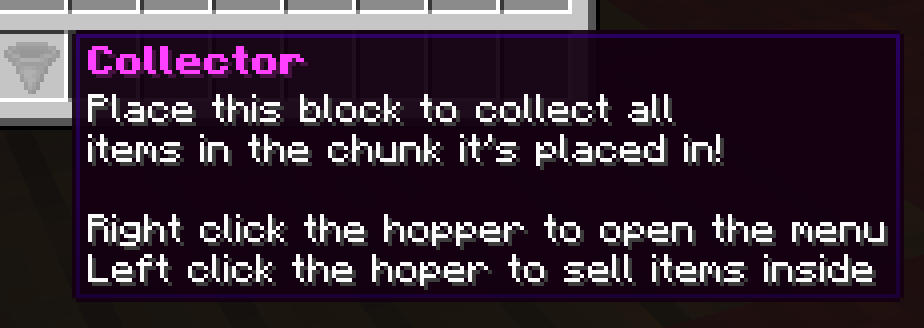 Collector
Place this block to collect all
items in the chunk it's placed in!
Right click the hopper to open the menu
Left click the hoper to sell items inside